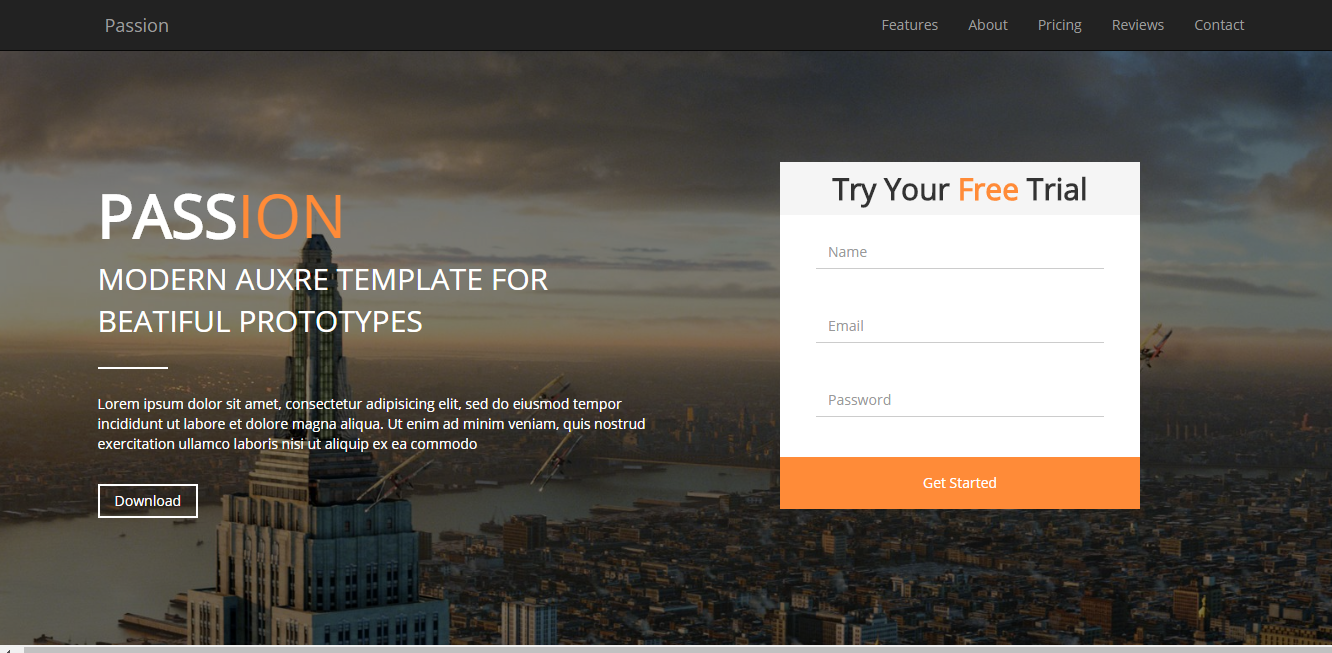 Passion
Features About Pricing Reviews Contact
PASSION
MODERN AUXRE TEMPLATE FOR
BEATIFUL PROTOTYPES
Lorem ipsum dolor sit amet, consectetur adipisicing elit, sed do eiusmod tempor
incididunt ut labore et dolore magna aliqua. Ut enim ad minim veniam, quis nostrud
exercitation ullamco laboris nisi ut aliquip ex ea commodo
Download
Try Your Free Trial
Name
Email
Password
Get Started